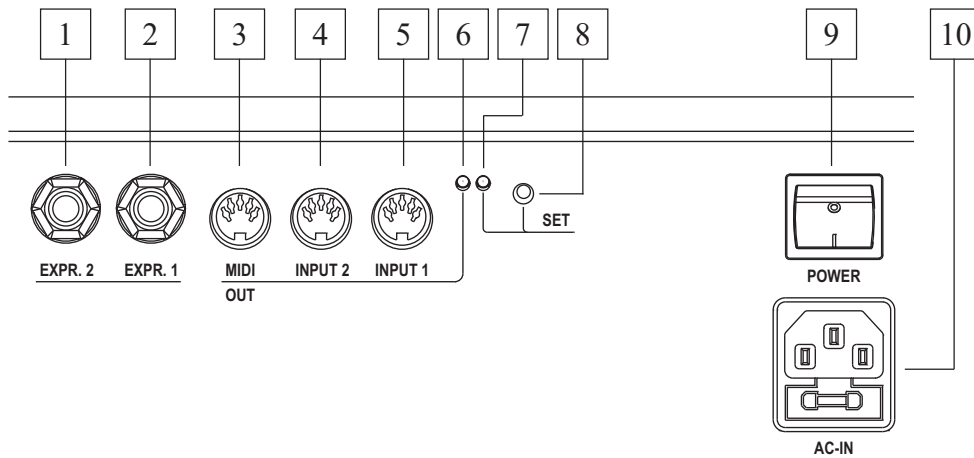 1 2 3 4 5 6 7 8 9 10
SET
EXPR. 2 EXPR. 1 MIDI INPUT 2 INPUT 1 POWER
OUT
AC-IN